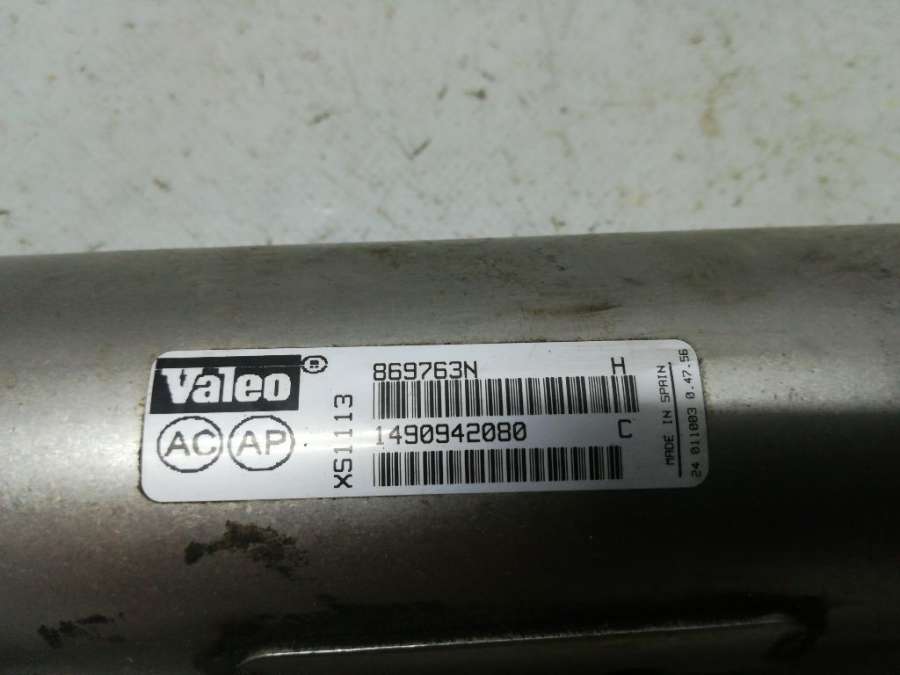 Valeo®
AC AP
XS1113
869763N H
1490942080 C
MADE IN SPAIN
24 011003 0.47.56